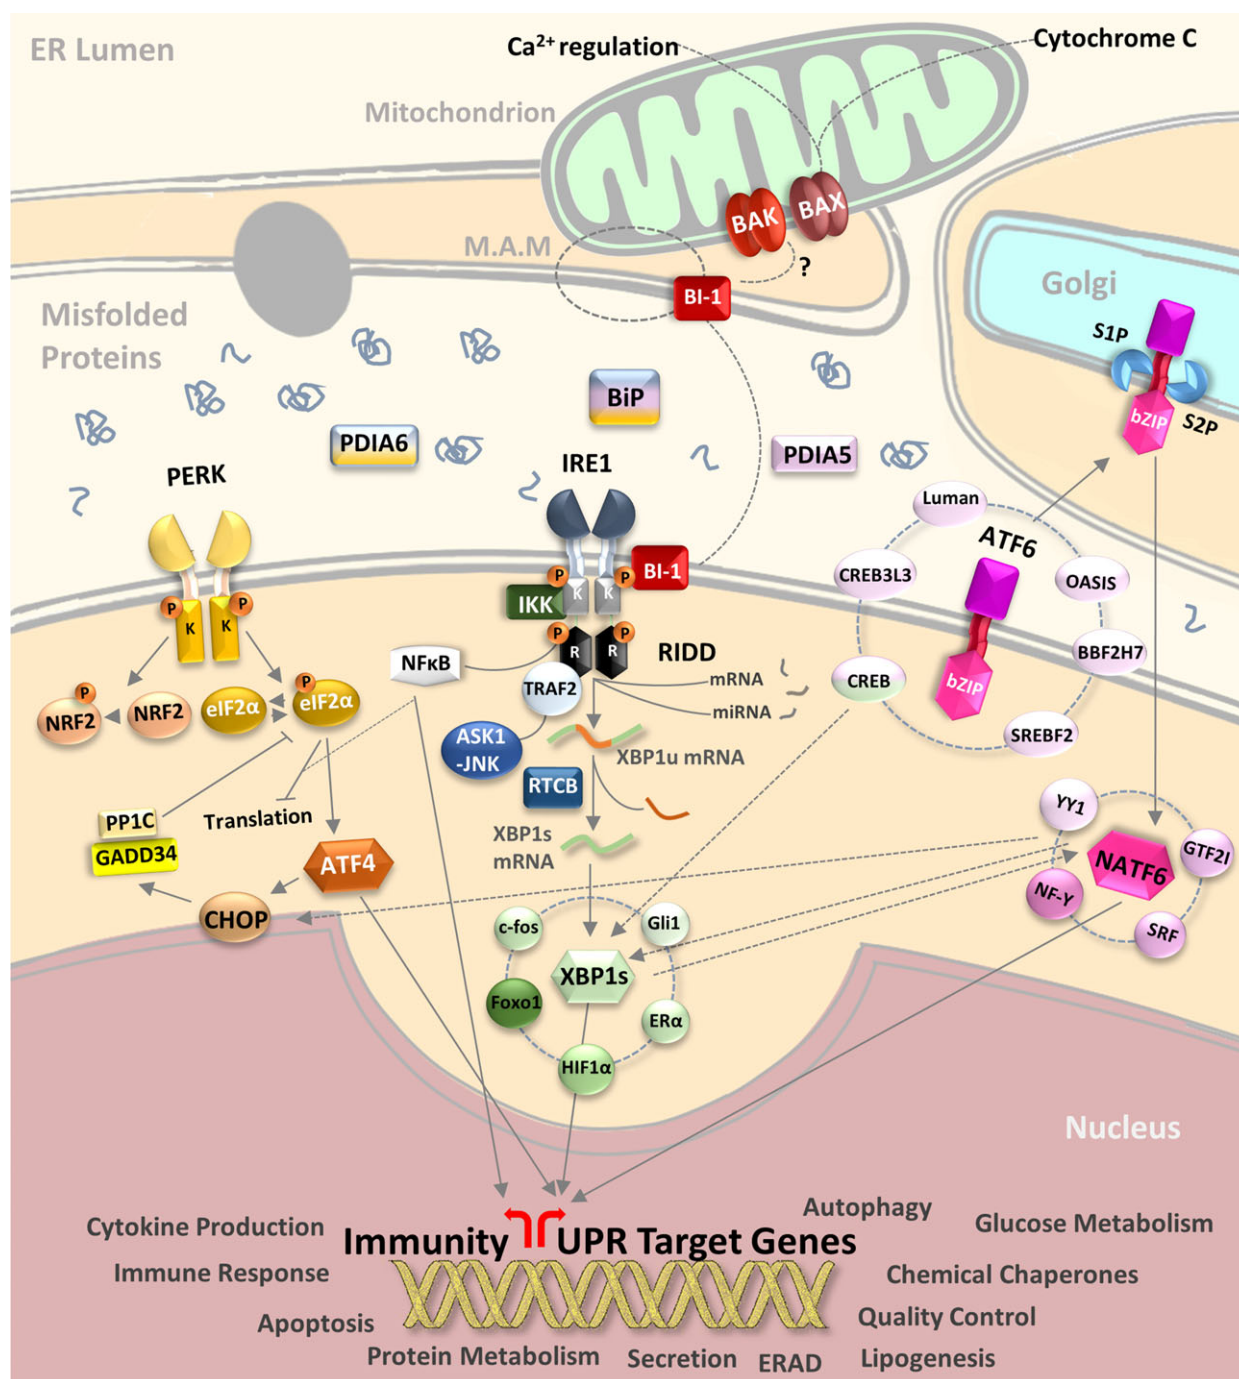 ER Lumen
Ca²⁺ regulation
Cytochrome C
Mitochondrion
BAK
BAX
M.A.M
?
BI-1
Golgi
Misfolded
Proteins
S1P
bZIP
S2P
BiP
PDIA6
PDIA5
PERK
IRE1
Luman
ATF6
CREB3L3
OASIS
BBF2H7
SREBF2
CREB
bZIP
P
P
K
K
P
P
BI-1
IKK
K
K
P
P
R
R
RIDD
NFκB
TRAF2
mRNA
miRNA
P
NRF2
NRF2
eIF2α
P
eIF2α
ASK1
-JNK
XBP1u mRNA
RTCB
PP1C
GADD34
Translation
XBP1s
mRNA
ATF4
CHOP
YY1
GTF2I
NATF6
NF-Y
SRF
c-fos
Gli1
XBP1s
Foxo1
ERα
HIF1α
Nucleus
Cytokine Production
Immunity
UPR Target Genes
Autophagy
Glucose Metabolism
Immune Response
Chemical Chaperones
Apoptosis
Quality Control
Protein Metabolism
Secretion
ERAD
Lipogenesis